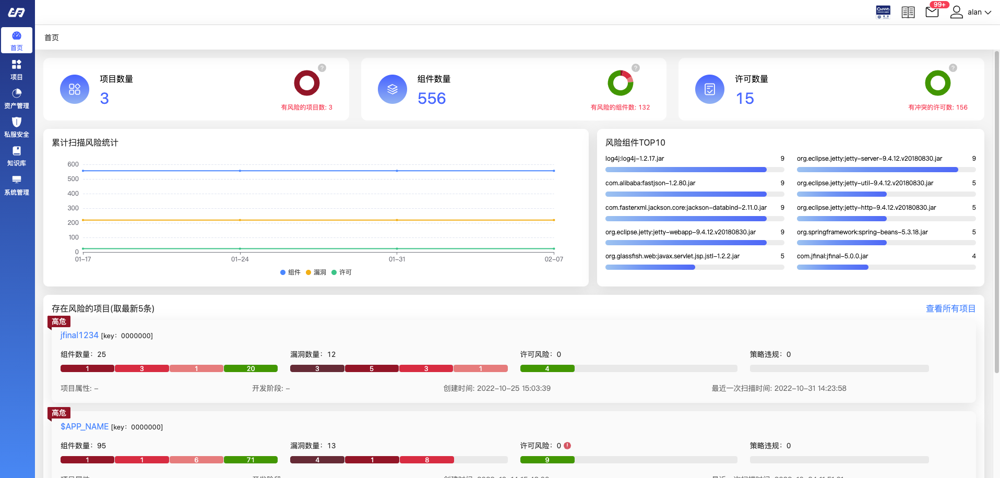 CNNVD
99+
alan
首页
首页
项目
资产管理
私服安全
知识库
系统管理
项目数量
3
?
有风险的项目数: 3
组件数量
556
?
有风险的组件数: 132
许可数量
15
?
有冲突的许可数: 156
累计扫描风险统计
600
500
400
300
200
100
0
01-17 01-24 01-31 02-07
组件 漏洞 许可
风险组件TOP10
log4j:log4j-1.2.17.jar 9
org.eclipse.jetty:jetty-server-9.4.12.v20180830.jar 9
com.alibaba:fastjson-1.2.80.jar 9
org.eclipse.jetty:jetty-util-9.4.12.v20180830.jar 5
com.fasterxml.jackson.core:jackson-databind-2.11.0.jar 9
org.eclipse.jetty:jetty-http-9.4.12.v20180830.jar 5
org.eclipse.jetty:jetty-webapp-9.4.12.v20180830.jar 9
org.springframework:spring-beans-5.3.18.jar 5
org.glassfish.web:javax.servlet.jsp.jstl-1.2.2.jar 5
com.jfinal:jfinal-5.0.0.jar 4
存在风险的项目(取最新5条) 查看所有项目
高危
jfinal1234 [key：0000000]
组件数量：25 漏洞数量：12 许可风险：0 策略违规：0
1 3 1 20 3 5 3 1 4
项目属性: – 开发阶段: – 创建时间: 2022-10-25 15:03:39 最近一次扫描时间: 2022-10-31 14:23:58
高危
$APP_NAME [key：0000000]
组件数量：95 漏洞数量：13 许可风险：0 策略违规：0
1 1 6 71 4 1 8 9